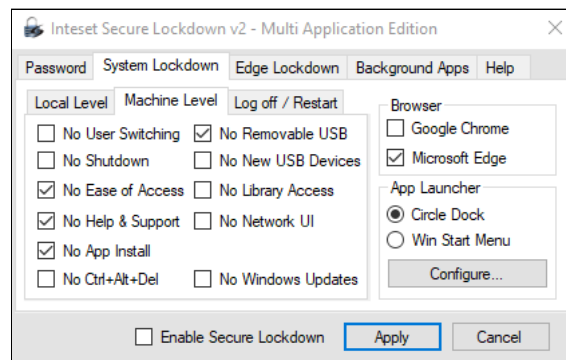 Inteset Secure Lockdown v2 - Multi Application Edition
Password System Lockdown Edge Lockdown Background Apps Help
Local Level Machine Level Log off / Restart
No User Switching No Removable USB
No Shutdown No New USB Devices
No Ease of Access No Library Access
No Help & Support No Network UI
No App Install
No Ctrl+Alt+Del No Windows Updates
Browser
Google Chrome
Microsoft Edge
App Launcher
Circle Dock
Win Start Menu
Configure...
Enable Secure Lockdown Apply Cancel